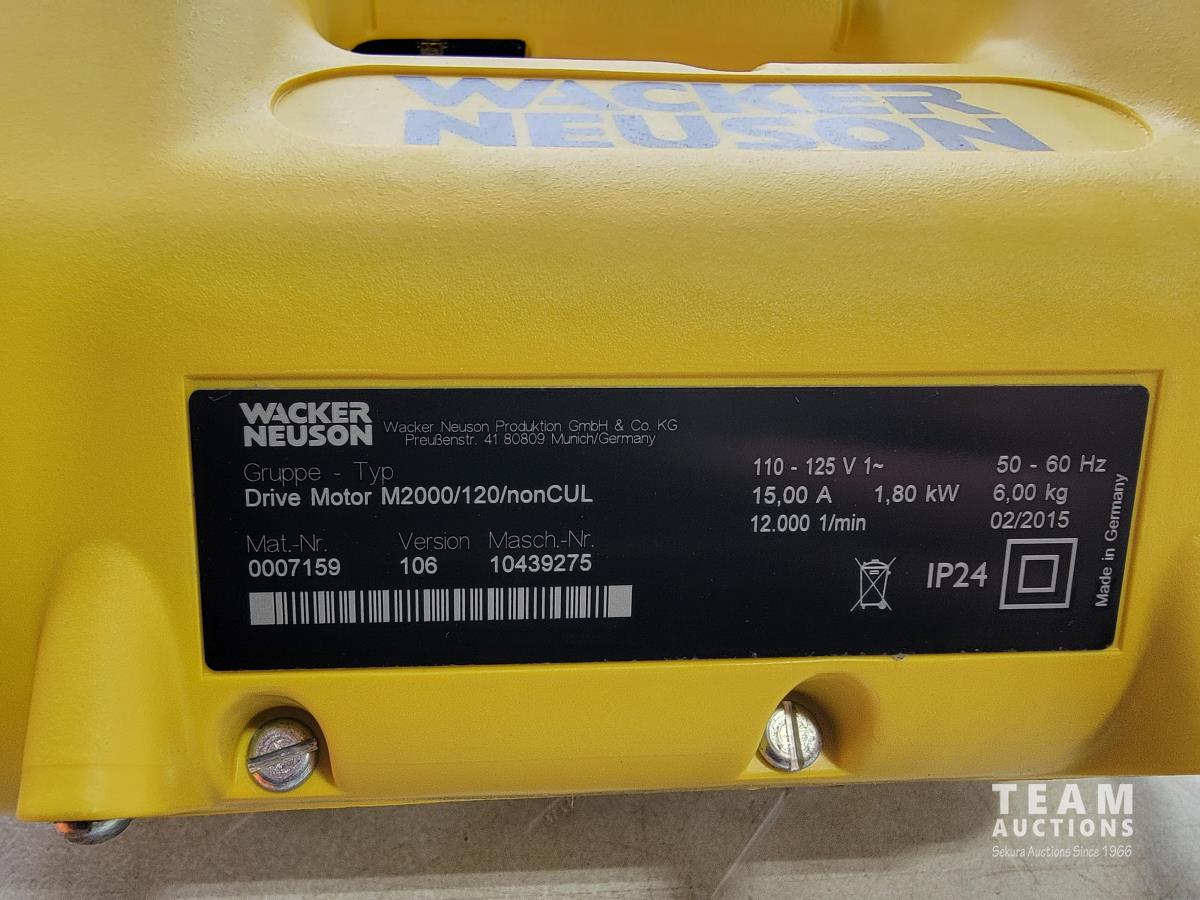 WACKER
NEUSON
WACKER
NEUSON
Wacker Neuson Produktion GmbH & Co. KG
Preußenstr. 41 80809 Munich/Germany
Gruppe - Typ
Drive Motor M2000/120/nonCUL
Mat.-Nr. Version Masch.-Nr.
0007159 106 10439275
110 - 125 V 1~ 50 - 60 Hz
15,00 A 1,80 kW 6,00 kg
12.000 1/min 02/2015
IP24
Made in Germany
TEAM
AUCTIONS
Sekura Auctions Since 1966